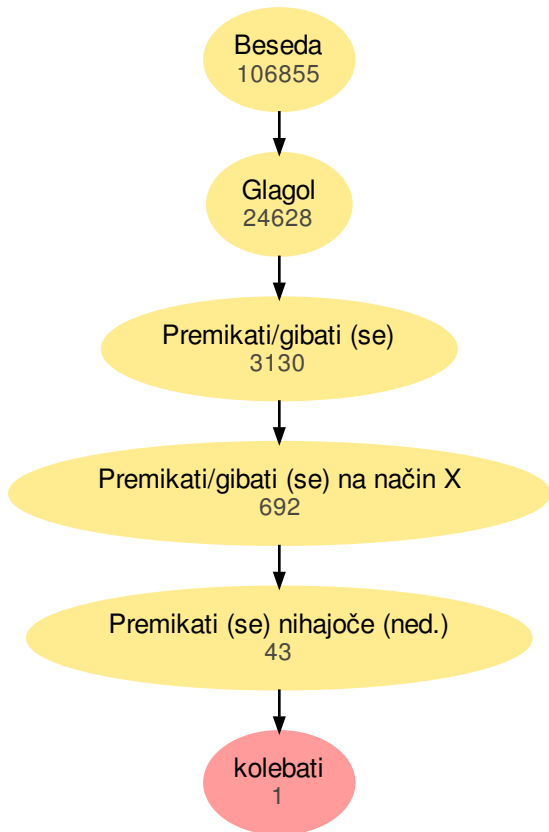 Beseda
106855
Glagol
24628
Premikati/gibati (se)
3130
Premikati/gibati (se) na način X
692
Premikati (se) nihajoče (ned.)
43
kolebati
1